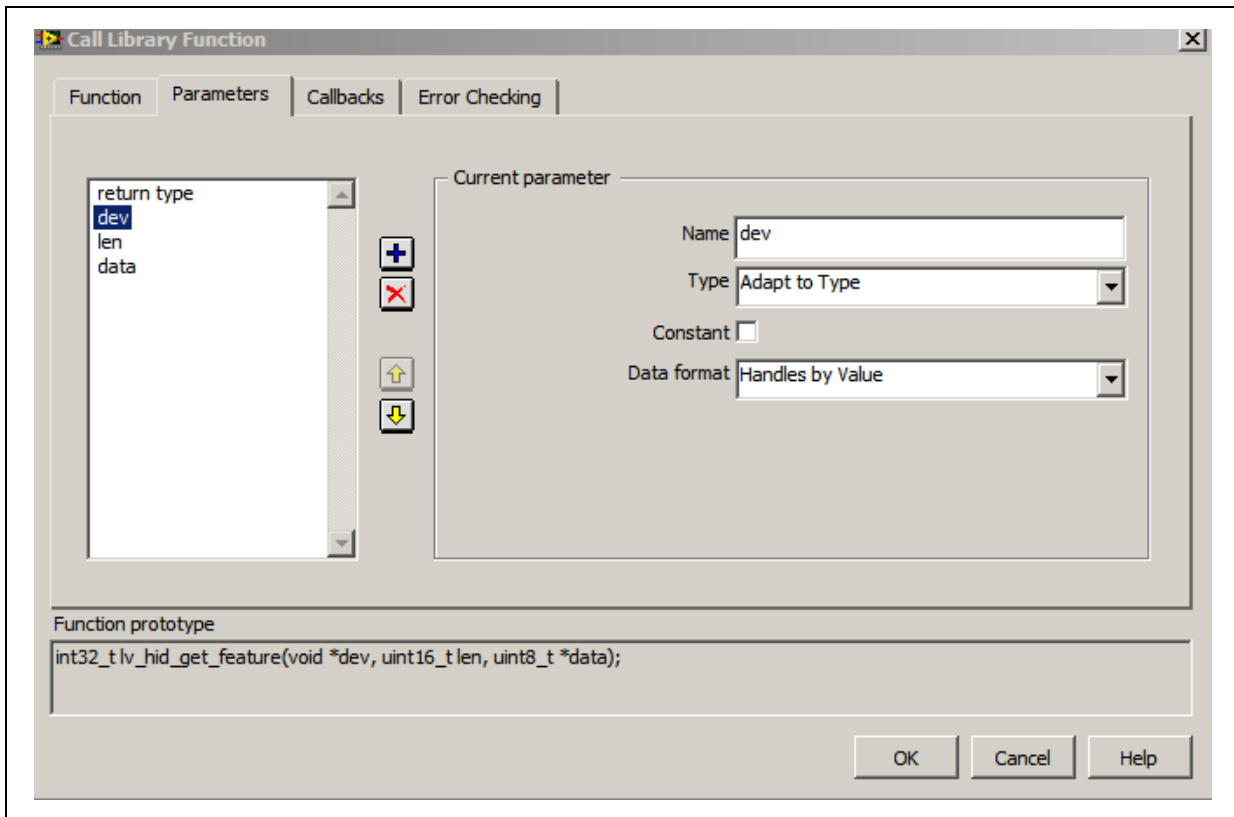 Call Library Function
Function Parameters Callbacks Error Checking
return type
dev
len
data
Current parameter
Name dev
Type Adapt to Type
Constant
Data format Handles by Value
Function prototype
int32_t lv_hid_get_feature(void *dev, uint16_t len, uint8_t *data);
OK Cancel Help